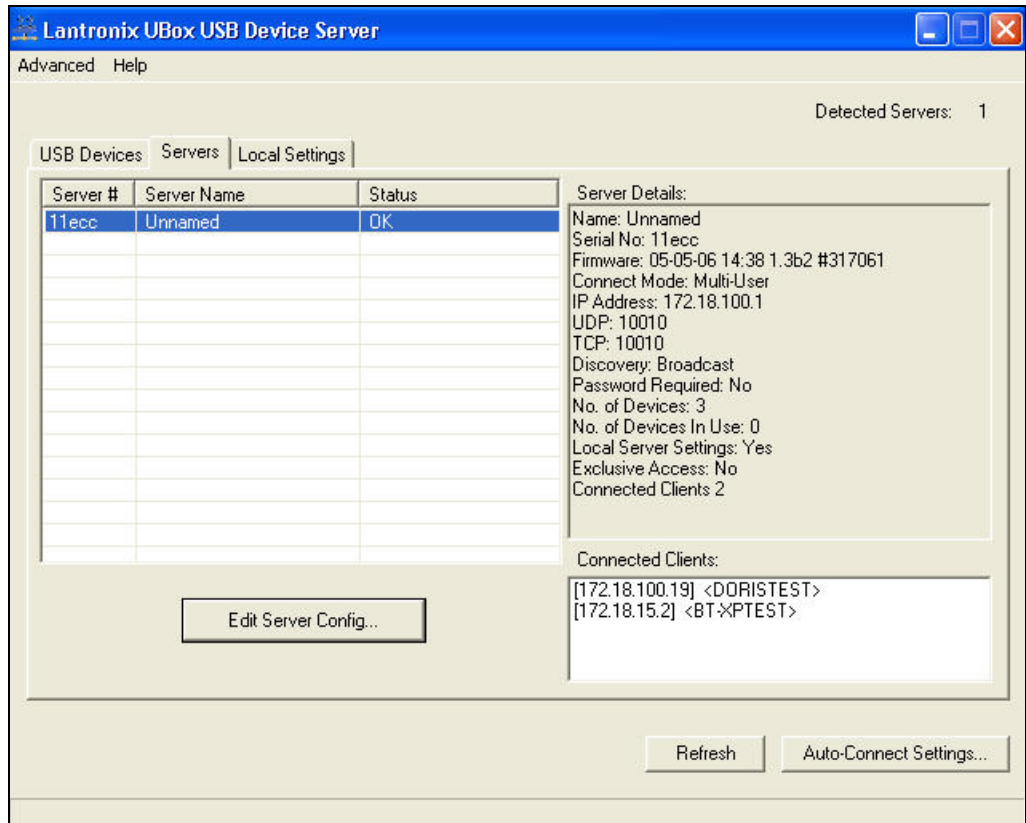 Lantronix UBox USB Device Server
Advanced Help
Detected Servers: 1
USB Devices Servers Local Settings
Server # Server Name Status
11ecc Unnamed OK
Server Details:
Name: Unnamed
Serial No: 11ecc
Firmware: 05-05-06 14:38 1.3b2 #317061
Connect Mode: Multi-User
IP Address: 172.18.100.1
UDP: 10010
TCP: 10010
Discovery: Broadcast
Password Required: No
No. of Devices: 3
No. of Devices In Use: 0
Local Server Settings: Yes
Exclusive Access: No
Connected Clients 2
Connected Clients:
[172.18.100.19] <DORISTEST>
[172.18.15.2] <BT-XPTEST>
Edit Server Config...
Refresh Auto-Connect Settings...